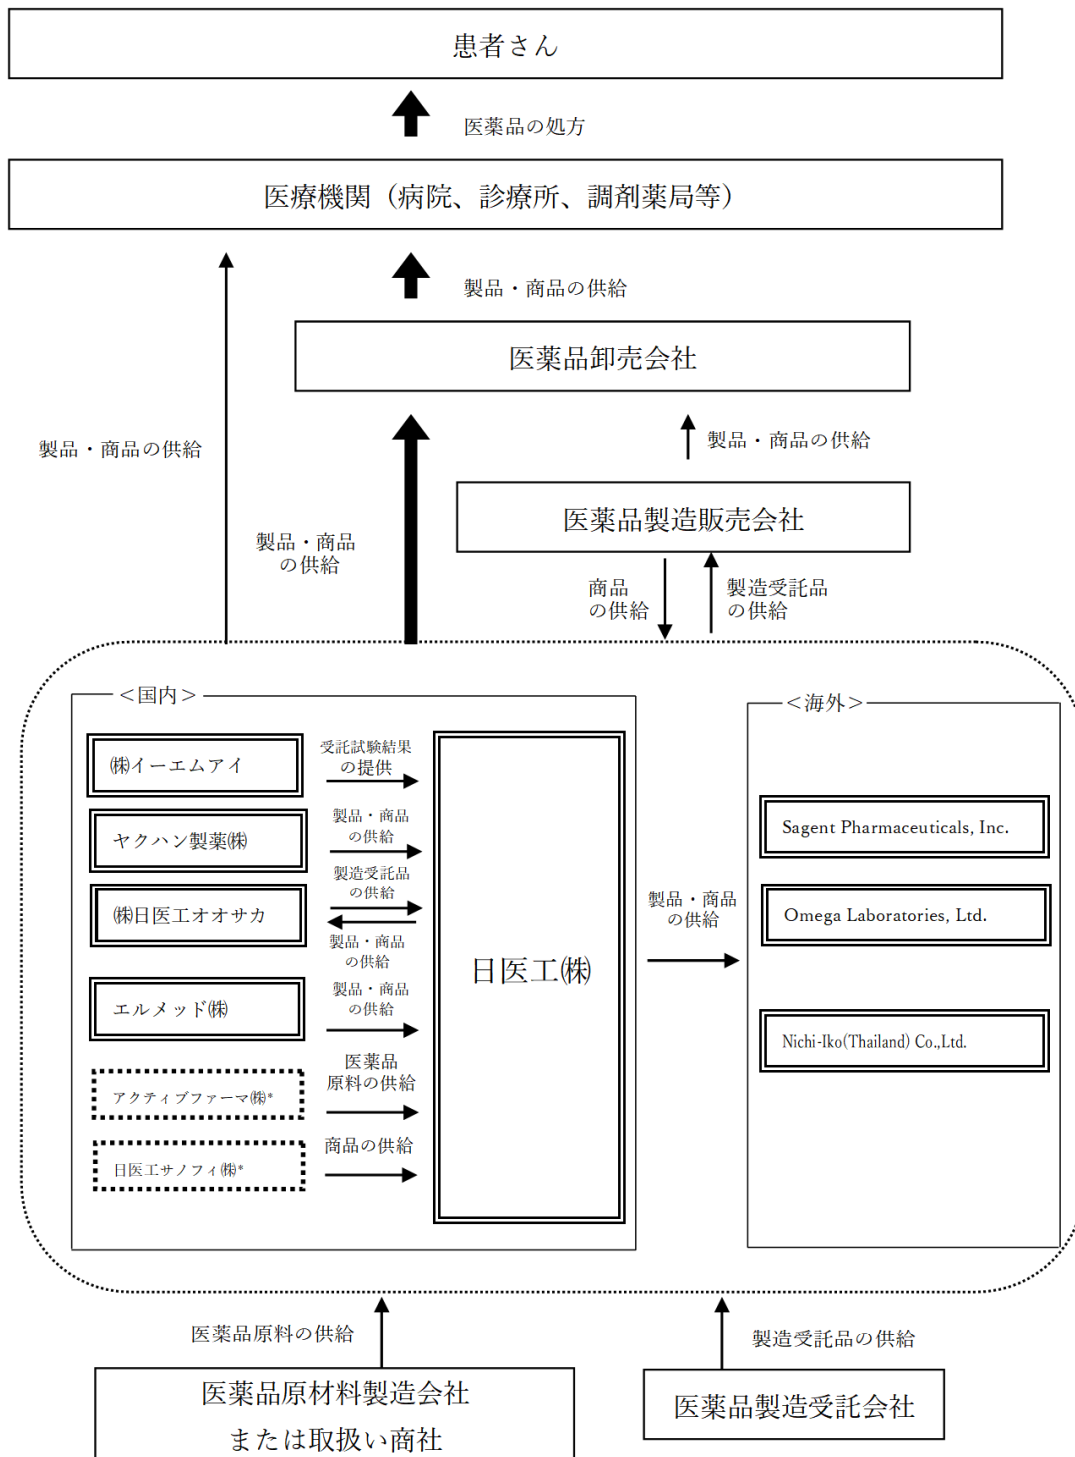 患者さん
医薬品の処方
医療機関（病院、診療所、調剤薬局等）
製品・商品の供給
医薬品卸売会社
製品・商品の供給
製品・商品の供給
医薬品製造販売会社
製品・商品
の供給
商品
の供給
製造受託品
の供給
＜国内＞
㈱イーエムアイ
受託試験結果
の提供
ヤクハン製薬㈱
製品・商品
の供給
製造受託品
の供給
㈱日医工オオサカ
製品・商品
の供給
エルメッド㈱
製品・商品
の供給
アクティブファーマ㈱*
医薬品
原料の供給
日医工サノフィ㈱*
商品の供給
日医工㈱
製品・商品
の供給
＜海外＞
Sagent Pharmaceuticals, Inc.
Omega Laboratories, Ltd.
Nichi-Iko(Thailand) Co.,Ltd.
医薬品原料の供給
製造受託品の供給
医薬品原材料製造会社
または取扱い商社
医薬品製造受託会社